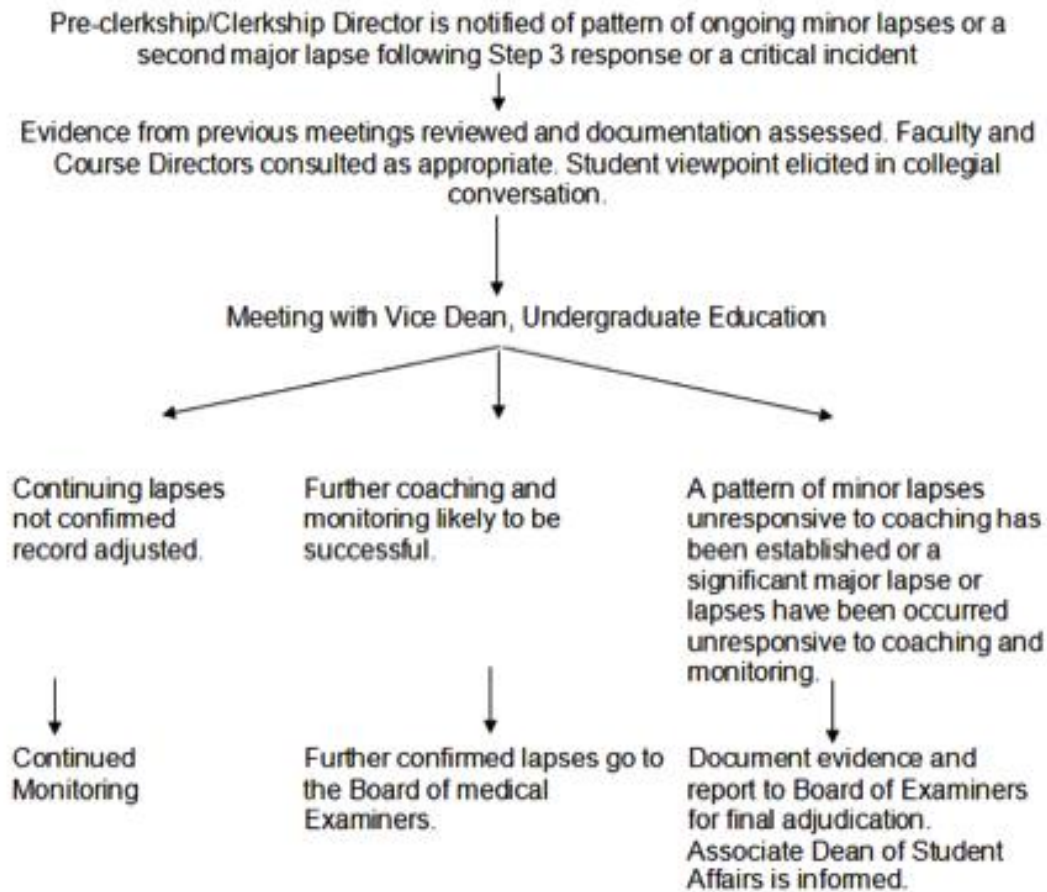 Pre-clerkship/Clerkship Director is notified of pattern of ongoing minor lapses or a
second major lapse following Step 3 response or a critical incident
Evidence from previous meetings reviewed and documentation assessed. Faculty and
Course Directors consulted as appropriate. Student viewpoint elicited in collegial
conversation.
Meeting with Vice Dean, Undergraduate Education
Continuing lapses
not confirmed
record adjusted.
Further coaching and
monitoring likely to be
successful.
A pattern of minor lapses
unresponsive to coaching has
been established or a
significant major lapse or
lapses have been occurred
unresponsive to coaching and
monitoring.
Continued
Monitoring
Further confirmed lapses go to
the Board of medical
Examiners.
Document evidence and
report to Board of Examiners
for final adjudication.
Associate Dean of Student
Affairs is informed.